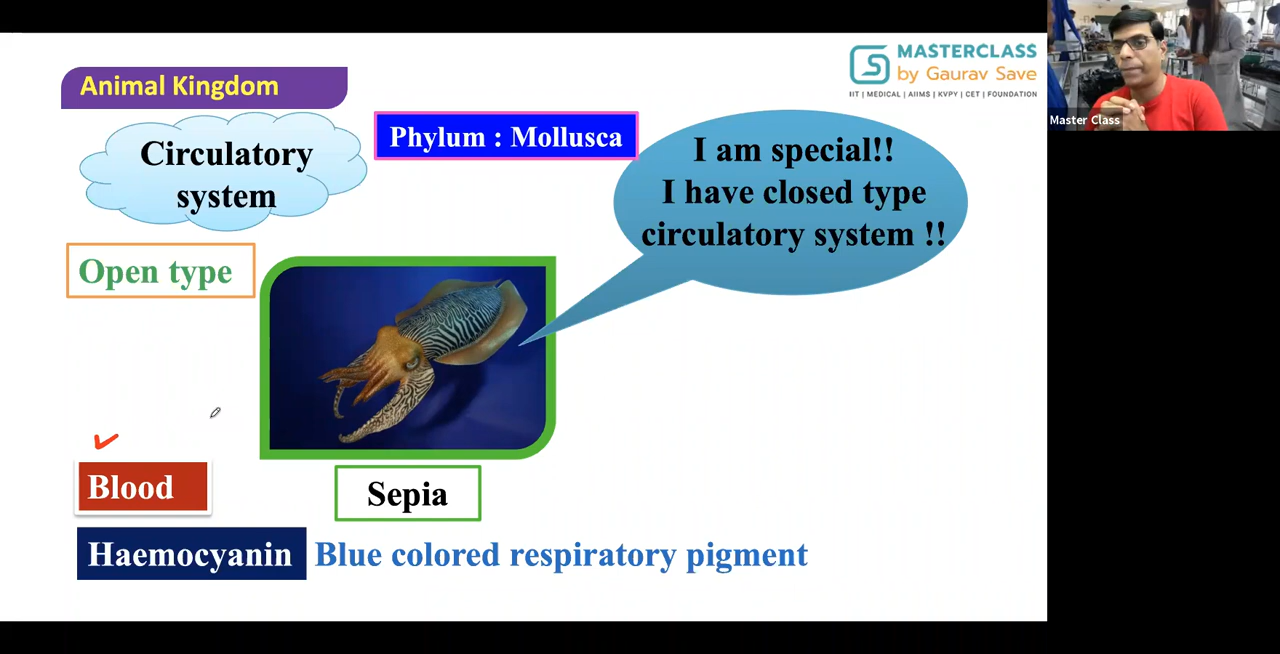 Animal Kingdom
MASTERCLASS
by Gaurav Save
IIT | MEDICAL | AIIMS | KVPY | CET | FOUNDATION
Master Class
Circulatory
system
Phylum : Mollusca
I am special!!
I have closed type
circulatory system !!
Open type
Blood
Sepia
Haemocyanin
Blue colored respiratory pigment